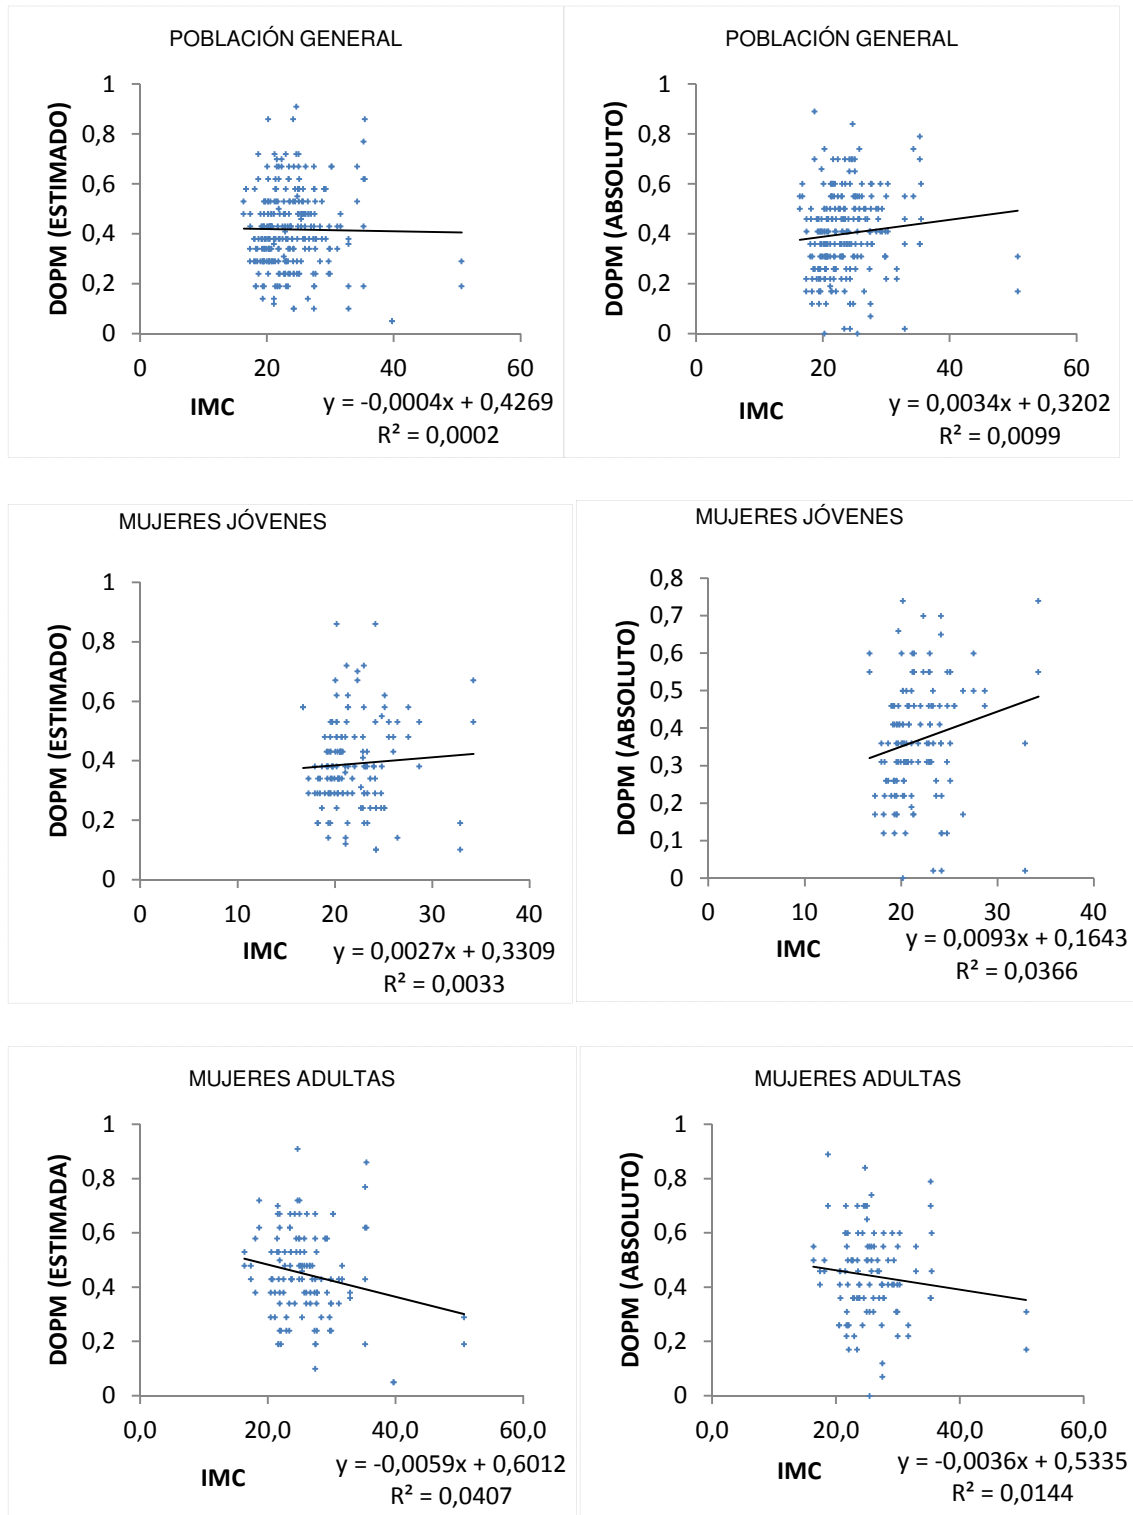 POBLACIÓN GENERAL
DOPM (ESTIMADO)
1
0,8
0,6
0,4
0,2
0
0 20 40 60
IMC
y = -0,0004x + 0,4269
R² = 0,0002
POBLACIÓN GENERAL
DOPM (ABSOLUTO)
1
0,8
0,6
0,4
0,2
0
0 20 40 60
IMC
y = 0,0034x + 0,3202
R² = 0,0099
MUJERES JÓVENES
DOPM (ESTIMADO)
1
0,8
0,6
0,4
0,2
0
0 10 20 30 40
IMC
y = 0,0027x + 0,3309
R² = 0,0033
MUJERES JÓVENES
DOPM (ABSOLUTO)
0,8
0,7
0,6
0,5
0,4
0,3
0,2
0,1
0
0 10 20 30 40
IMC
y = 0,0093x + 0,1643
R² = 0,0366
MUJERES ADULTAS
DOPM (ESTIMADA)
1
0,8
0,6
0,4
0,2
0
0,0 20,0 40,0 60,0
IMC
y = -0,0059x + 0,6012
R² = 0,0407
MUJERES ADULTAS
DOPM (ABSOLUTO)
1
0,8
0,6
0,4
0,2
0
0,0 20,0 40,0 60,0
IMC
y = -0,0036x + 0,5335
R² = 0,0144